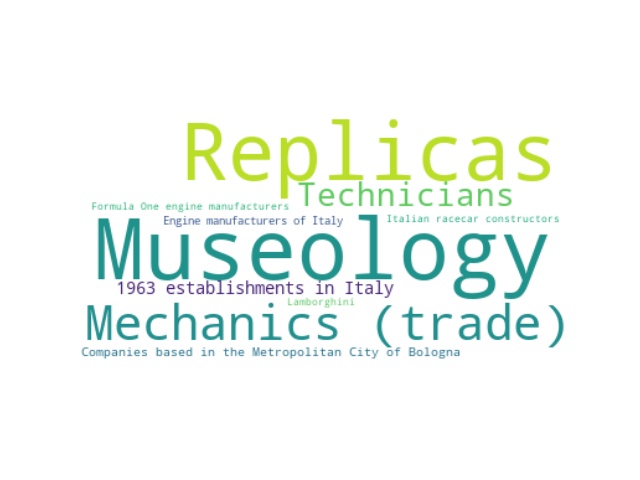 Replicas
Technicians
Formula One engine manufacturers
Engine manufacturers of Italy
Italian racecar constructors
Museology
1963 establishments in Italy
Lamborghini
Mechanics (trade)
Companies based in the Metropolitan City of Bologna